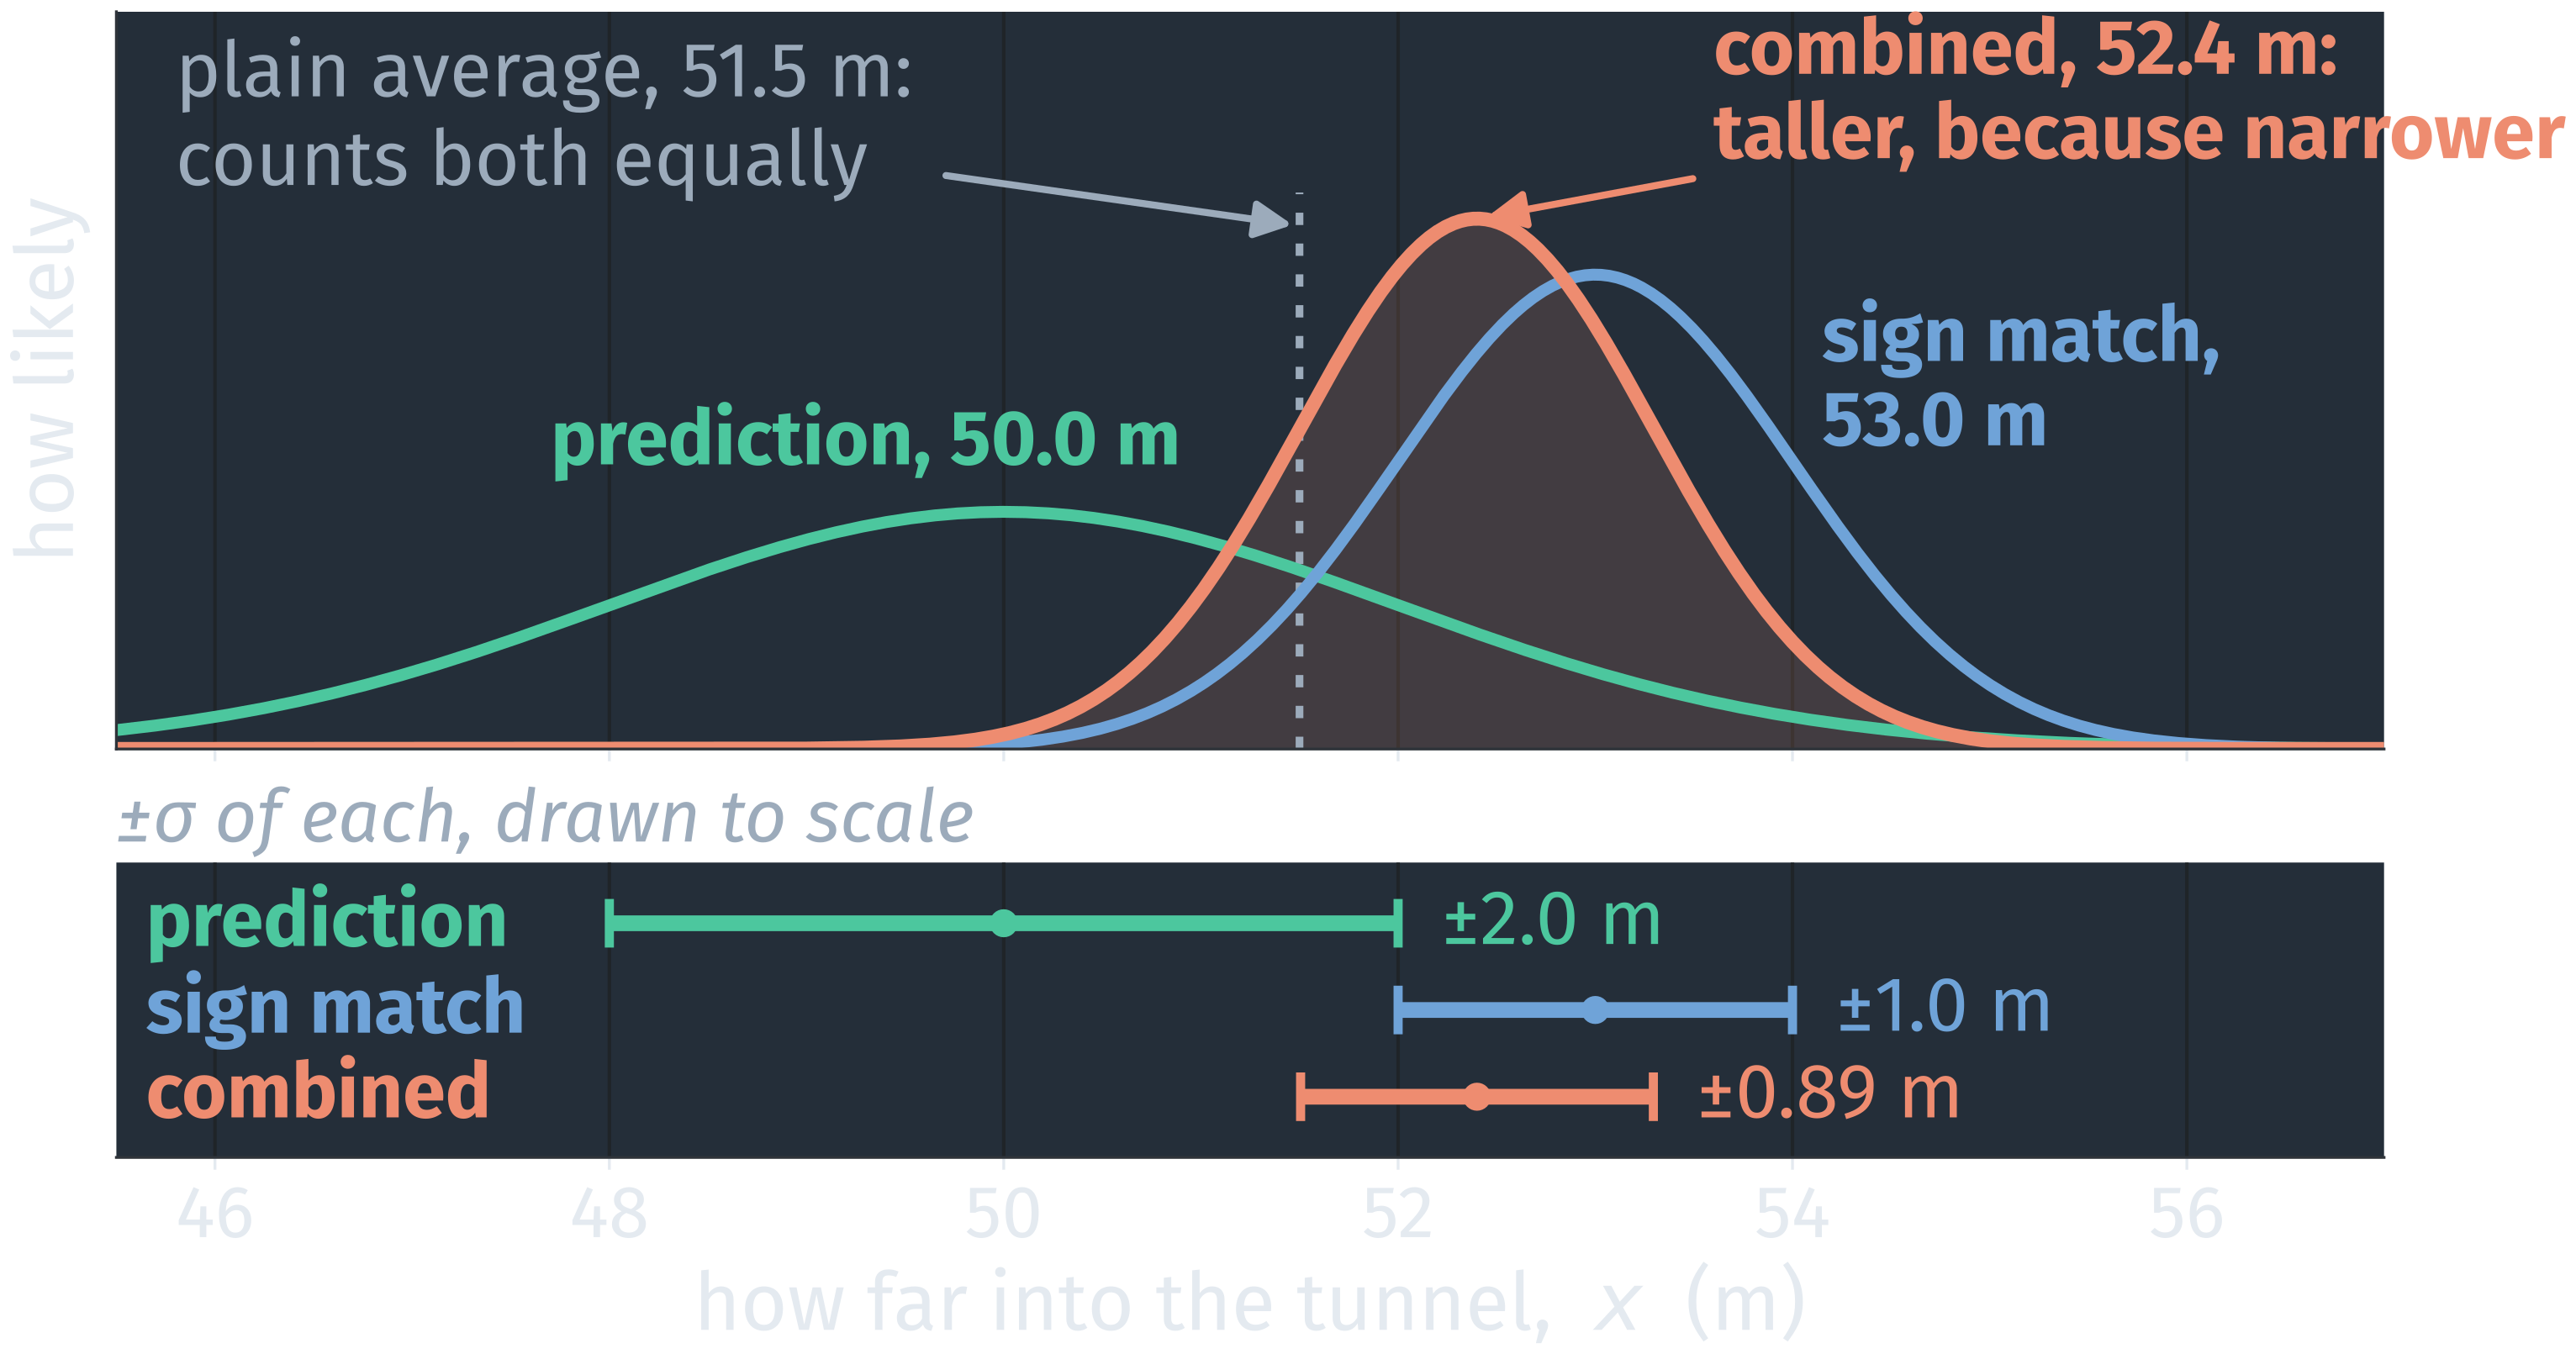 plain average, 51.5 m:
counts both equally
combined, 52.4 m:
taller, because narrower
sign match,
53.0 m
prediction, 50.0 m
how likely
±σ of each, drawn to scale
prediction
±2.0 m
sign match
±1.0 m
combined
±0.89 m
46 48 50 52 54 56
how far into the tunnel, x (m)